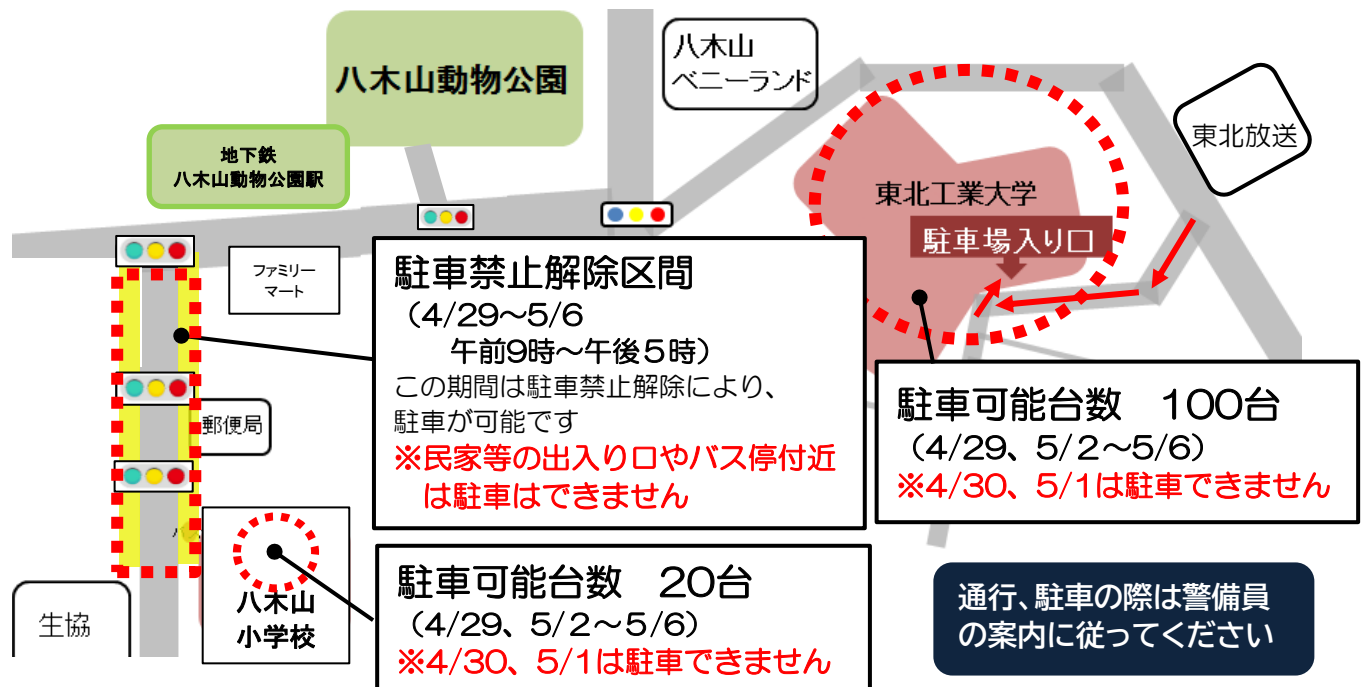 八木山動物公園
八木山
ベニーランド
東北放送
地下鉄
八木山動物公園駅
東北工業大学
駐車場入り口
ファミリー
マート
駐車禁止解除区間
(4/29~5/6
午前9時~午後5時)
この期間は駐車禁止解除により、
駐車が可能です
※民家等の出入り口やバス停付近
は駐車はできません
駐車可能台数 100台
(4/29、5/2~5/6)
※4/30、5/1は駐車できません
郵便局
八木山
小学校
生協
駐車可能台数 20台
(4/29、5/2~5/6)
※4/30、5/1は駐車できません
通行、駐車の際は警備員
の案内に従ってください